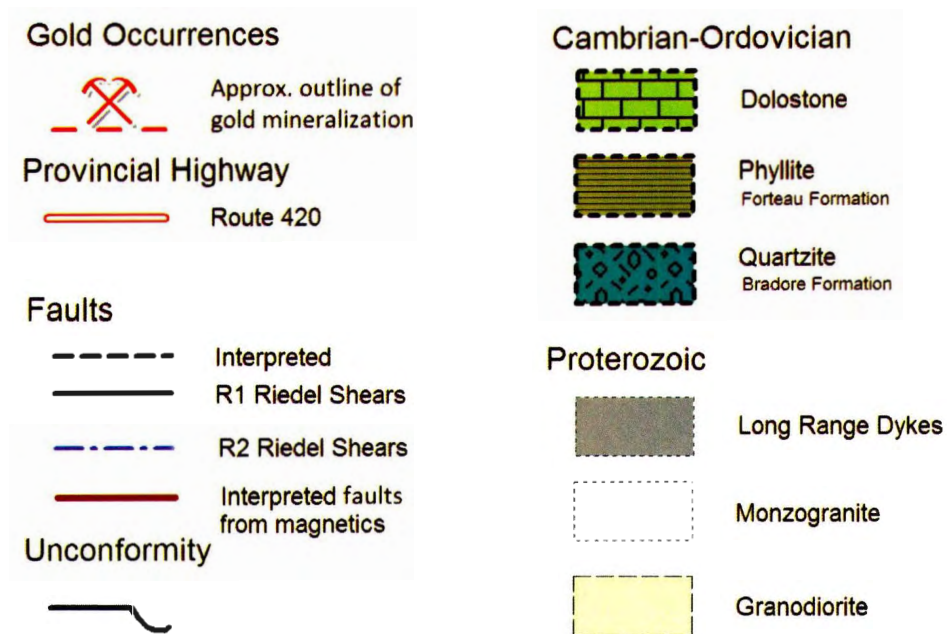 Gold Occurrences
Approx. outline of
gold mineralization
Provincial Highway
Route 420
Faults
Interpreted
R1 Riedel Shears
R2 Riedel Shears
Interpreted faults
from magnetics
Unconformity
Cambrian-Ordovician
Dolostone
Phyllite
Forteau Formation
Quartzite
Bradore Formation
Proterozoic
Long Range Dykes
Monzogranite
Granodiorite